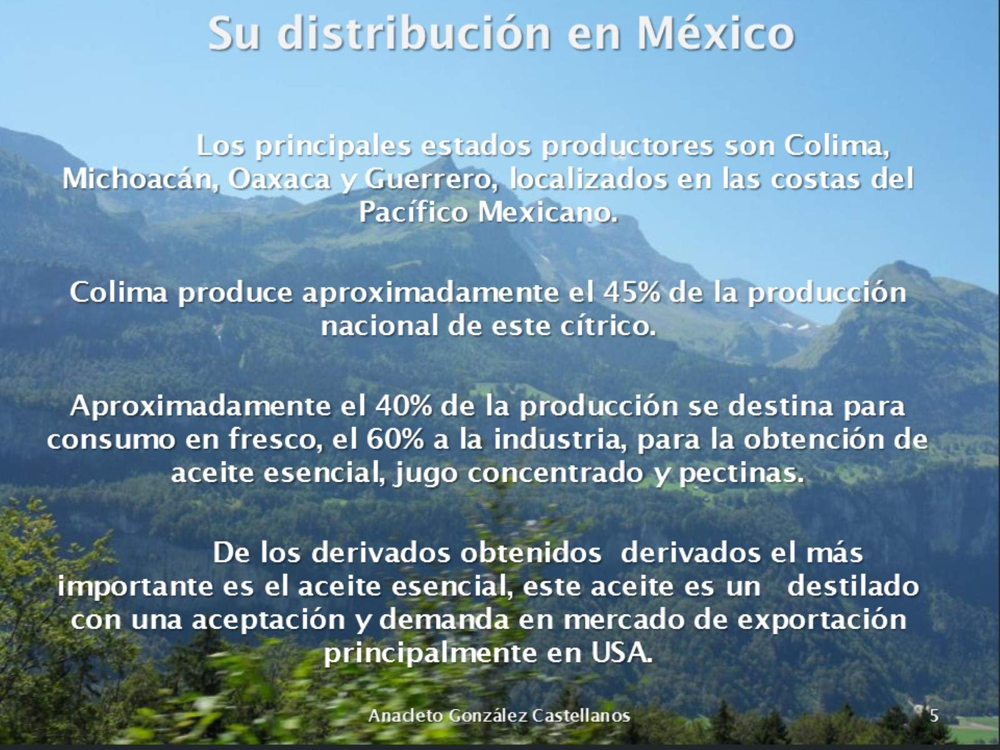 Su distribución en México
Los principales estados productores son Colima,
Michoacán, Oaxaca y Guerrero, localizados en las costas del
Pacífico Mexicano.
Colima produce aproximadamente el 45% de la producción
nacional de este cítrico.
Aproximadamente el 40% de la producción se destina para
consumo en fresco, el 60% a la industria, para la obtención de
aceite esencial, jugo concentrado y pectinas.
De los derivados obtenidos derivados el más
importante es el aceite esencial, este aceite es un destilado
con una aceptación y demanda en mercado de exportación
principalmente en USA.
Anacleto González Castellanos
5